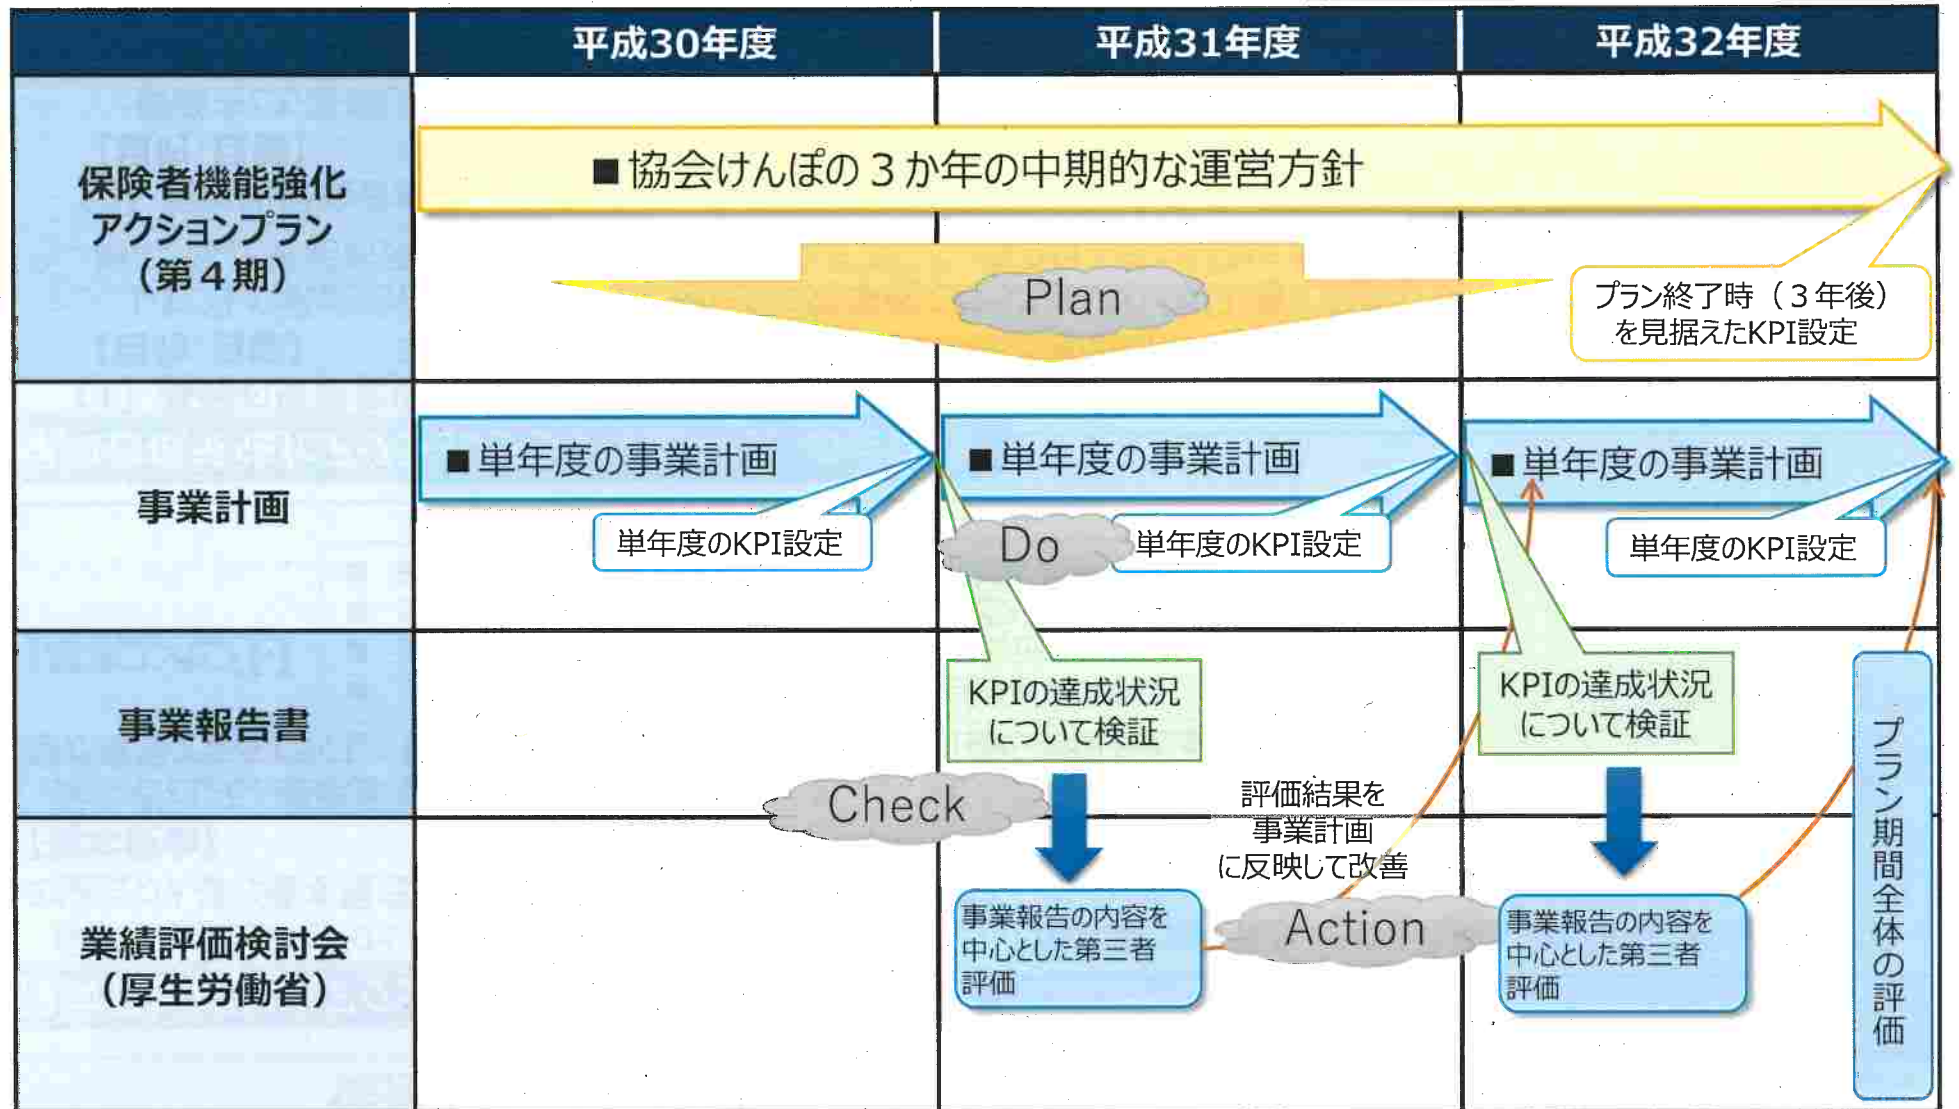 平成30年度
平成31年度
平成32年度
保険者機能強化
アクションプラン
（第４期）
■協会けんぽの３か年の中期的な運営方針
Plan
プラン終了時（３年後）
を見据えたKPI設定
事業計画
■単年度の事業計画
単年度のKPI設定
■単年度の事業計画
Do
単年度のKPI設定
■単年度の事業計画
単年度のKPI設定
事業報告書
KPIの達成状況
について検証
KPIの達成状況
について検証
Check
評価結果を
事業計画
に反映して改善
プラン期間全体の評価
業績評価検討会
（厚生労働省）
事業報告の内容を
中心とした第三者
評価
Action
事業報告の内容を
中心とした第三者
評価